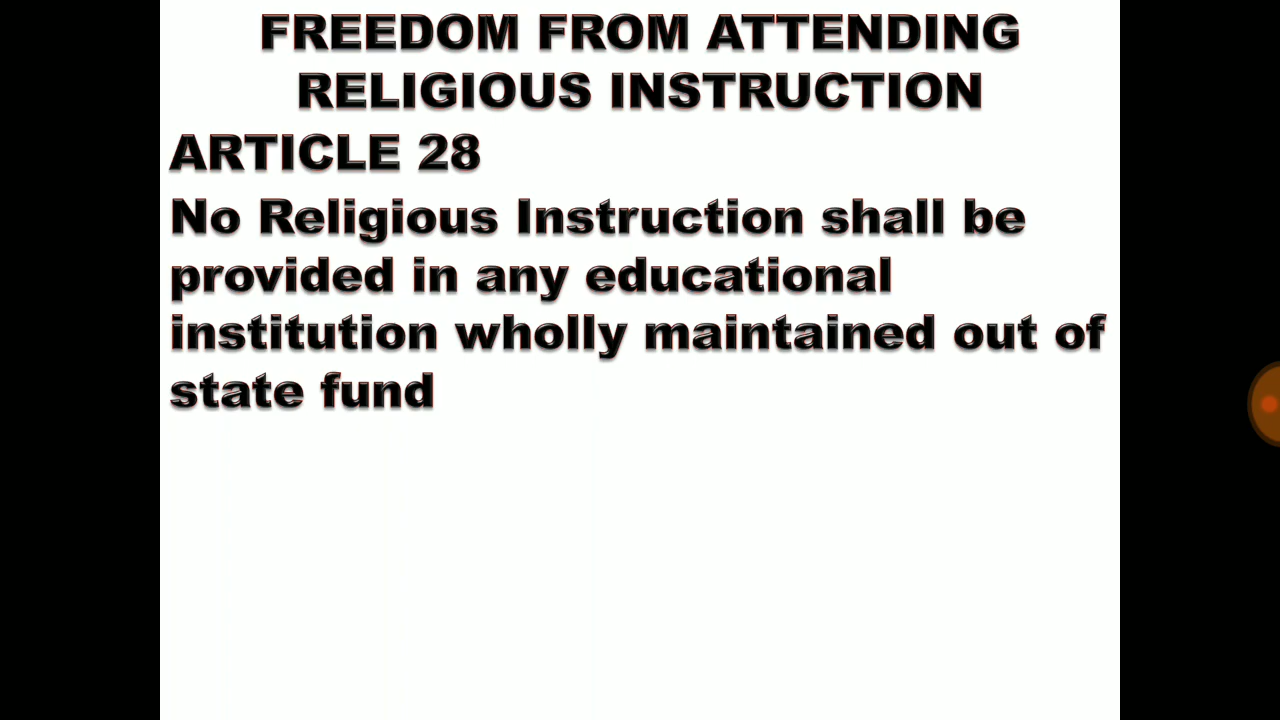 FREEDOM FROM ATTENDING
RELIGIOUS INSTRUCTION
ARTICLE 28
No Religious Instruction shall be
provided in any educational
institution wholly maintained out of
state fund